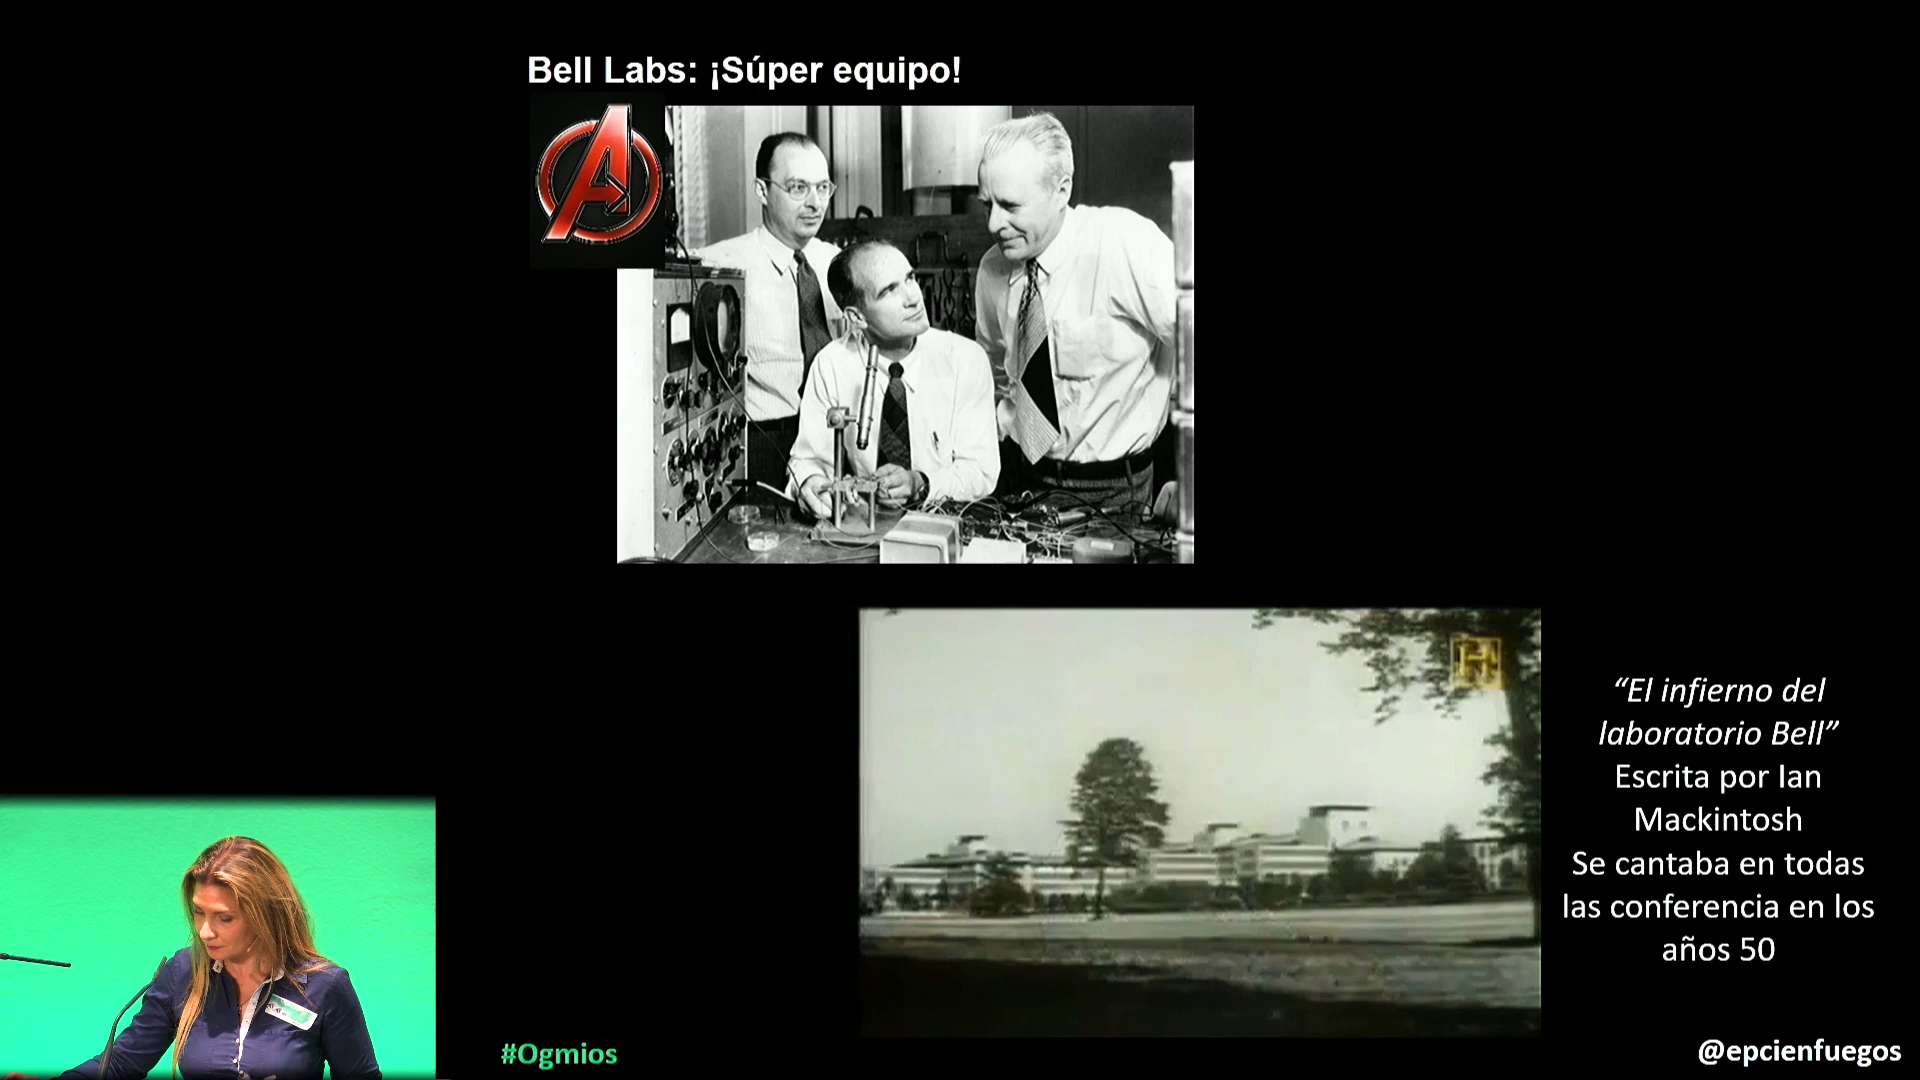 Bell Labs: ¡Súper equipo!
A
H
“El infierno del
laboratorio Bell”
Escrita por Ian
Mackintosh
Se cantaba en todas
las conferencia en los
años 50
#Ogmios
@epcienfuegos